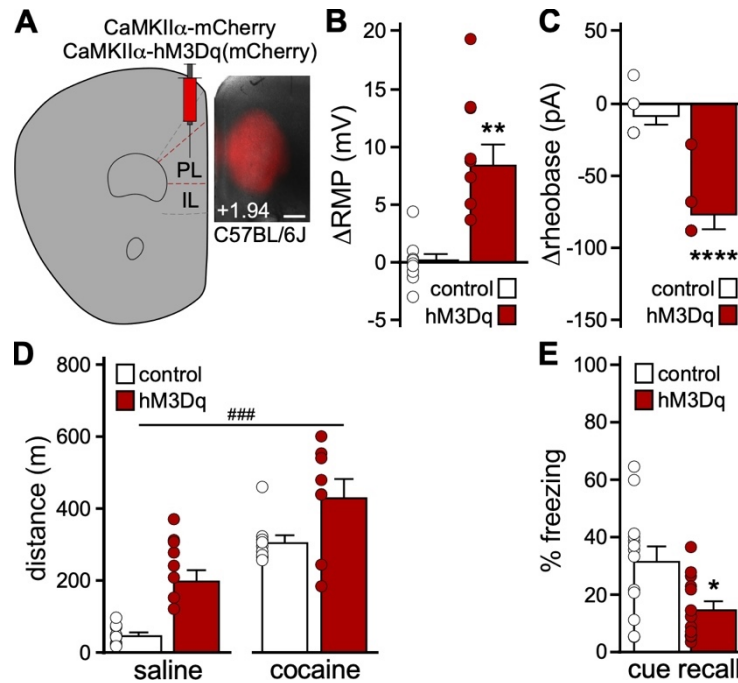 A
CaMKIIα-mCherry
CaMKIIα-hM3Dq(mCherry)
PL
IL
+1.94
C57BL/6J
B
ΔRMP (mV)
20
15
10
5
0
-5
**
control
hM3Dq
C
Δrheobase (pA)
50
0
-50
-100
-150
****
control
hM3Dq
D
control
hM3Dq
distance (m)
800
600
400
200
0
###
saline
cocaine
E
control
hM3Dq
% freezing
100
80
60
40
20
0
*
cue recall